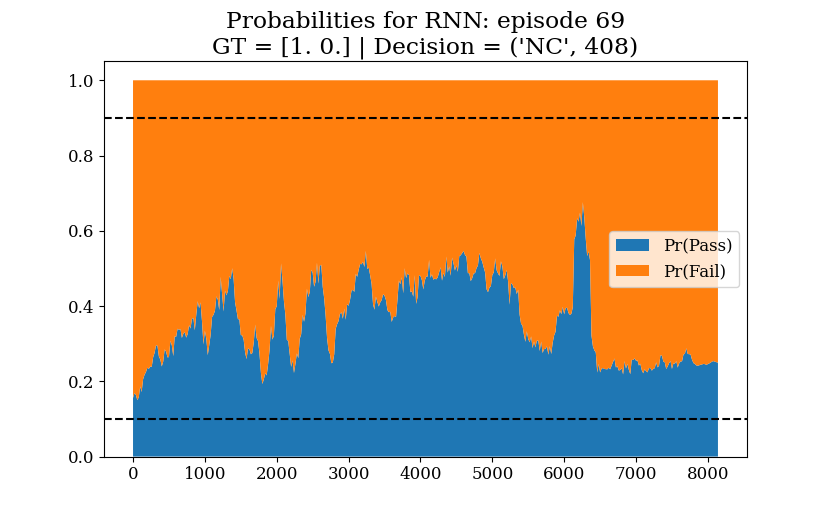 Probabilities for RNN: episode 69
GT = [1. 0.] | Decision = ('NC', 408)
1.0
0.8
0.6
0.4
0.2
0.0
Pr(Pass)
Pr(Fail)
0 1000 2000 3000 4000 5000 6000 7000 8000